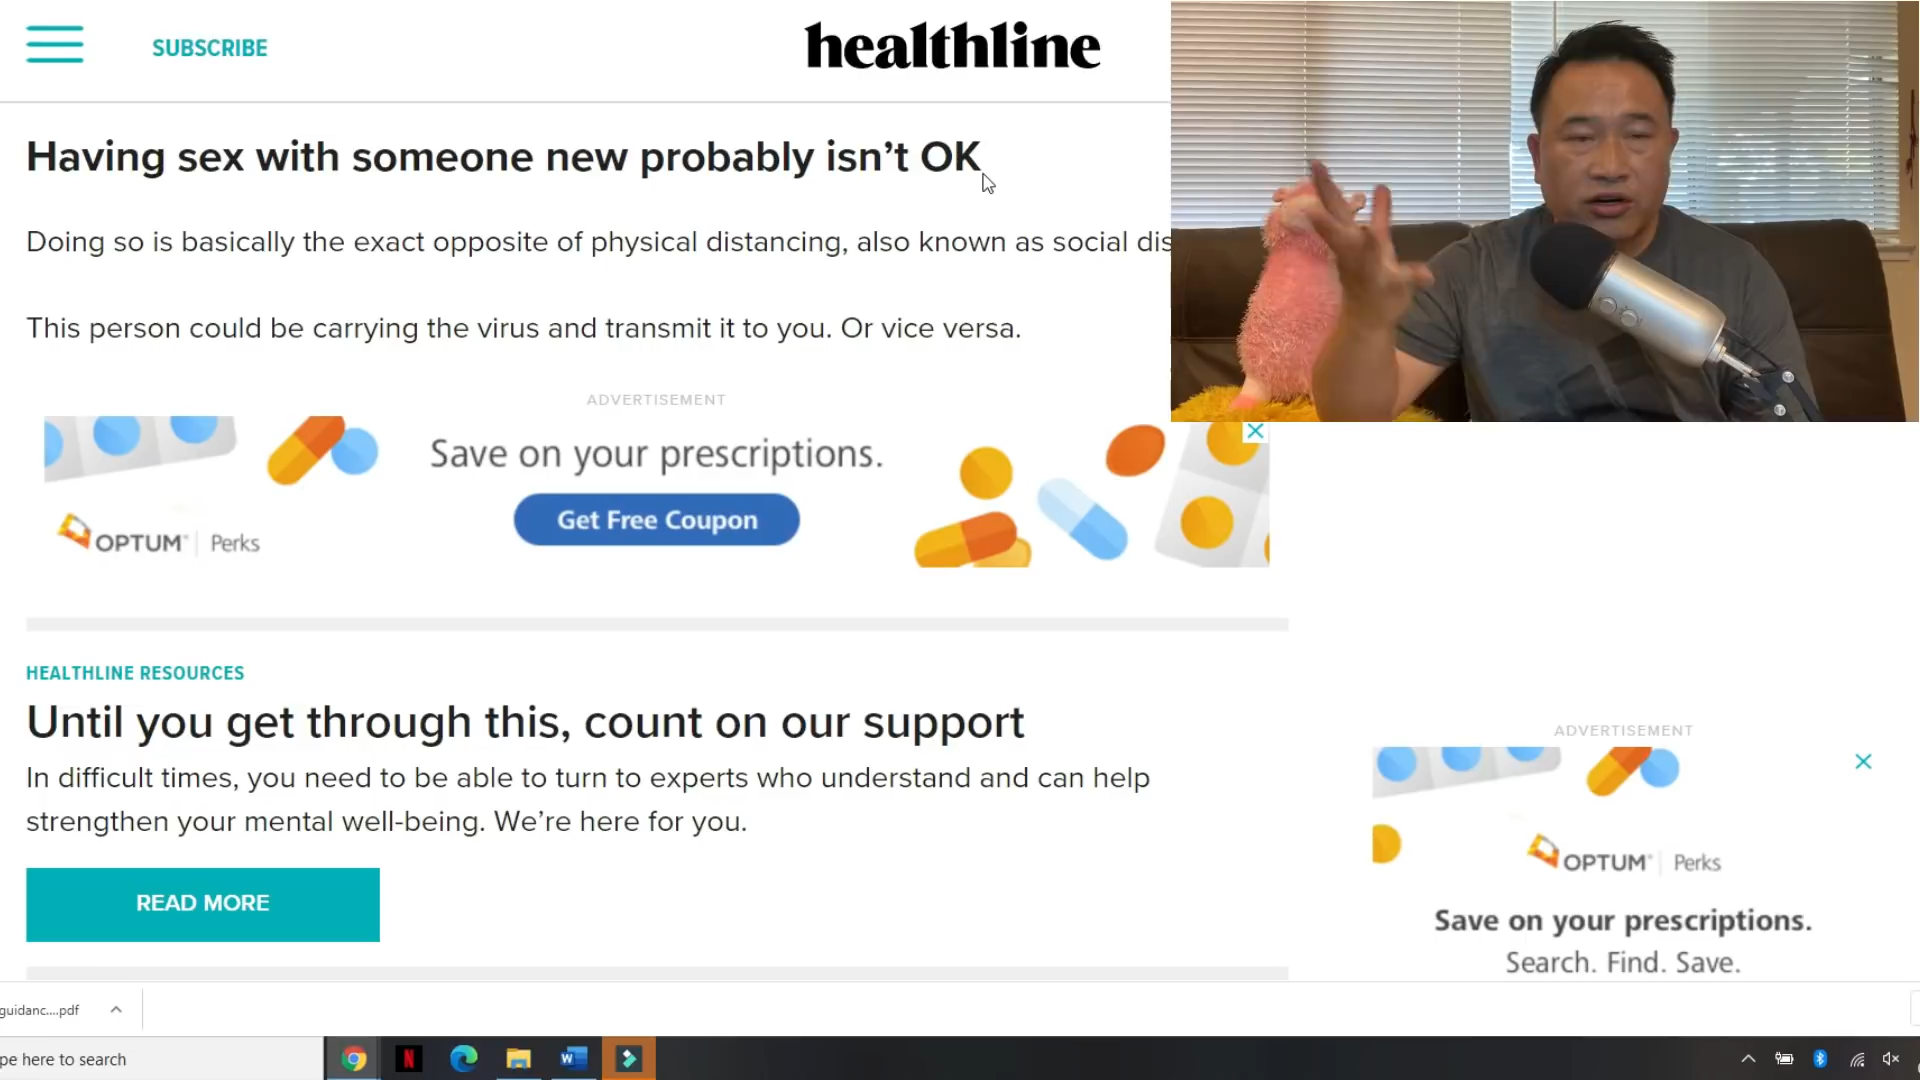 SUBSCRIBE
healthline
Having sex with someone new probably isn't OK
Doing so is basically the exact opposite of physical distancing, also known as social dis
This person could be carrying the virus and transmit it to you. Or vice versa.
ADVERTISEMENT
Save on your prescriptions.
Get Free Coupon
OPTUM | Perks
HEALTHLINE RESOURCES
Until you get through this, count on our support
In difficult times, you need to be able to turn to experts who understand and can help
strengthen your mental well-being. We're here for you.
READ MORE
ADVERTISEMENT
OPTUM | Perks
Save on your prescriptions.
Search. Find. Save.
guidanc....pdf
pe here to search